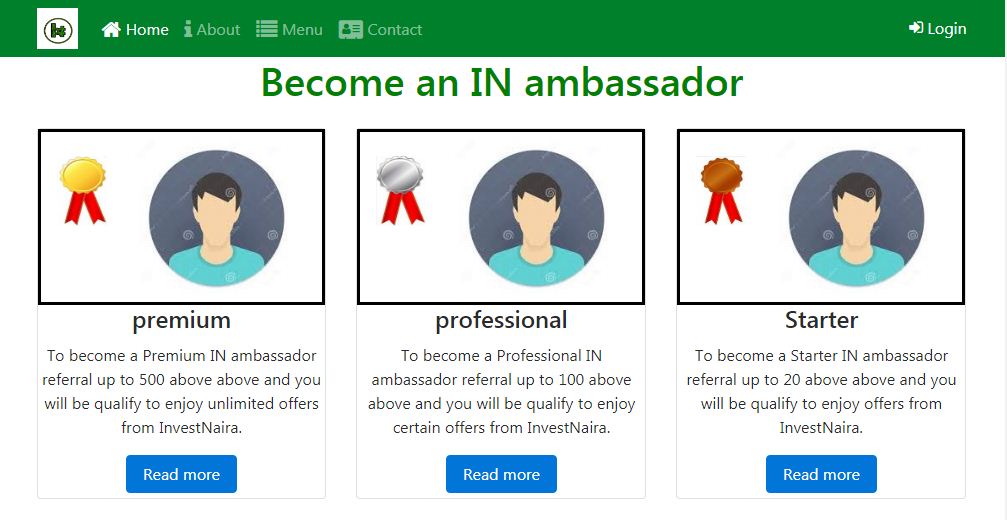 Home About Menu Contact Login
Become an IN ambassador
premium
To become a Premium IN ambassador
referral up to 500 above above and you
will be qualify to enjoy unlimited offers
from InvestNaira.
Read more
professional
To become a Professional IN
ambassador referral up to 100 above
above and you will be qualify to enjoy
certain offers from InvestNaira.
Read more
Starter
To become a Starter IN ambassador
referral up to 20 above above and you
will be qualify to enjoy offers from
InvestNaira.
Read more